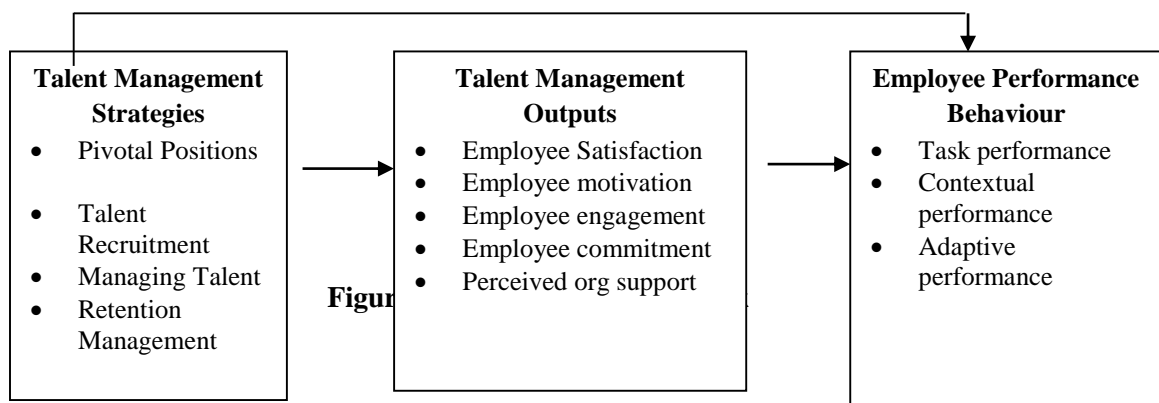 Talent Management
Strategies
• Pivotal Positions
• Talent
Recruitment
• Managing Talent
• Retention
Management
Talent Management
Outputs
• Employee Satisfaction
• Employee motivation
• Employee engagement
• Employee commitment
• Perceived org support
Employee Performance
Behaviour
• Task performance
• Contextual
performance
• Adaptive
performance